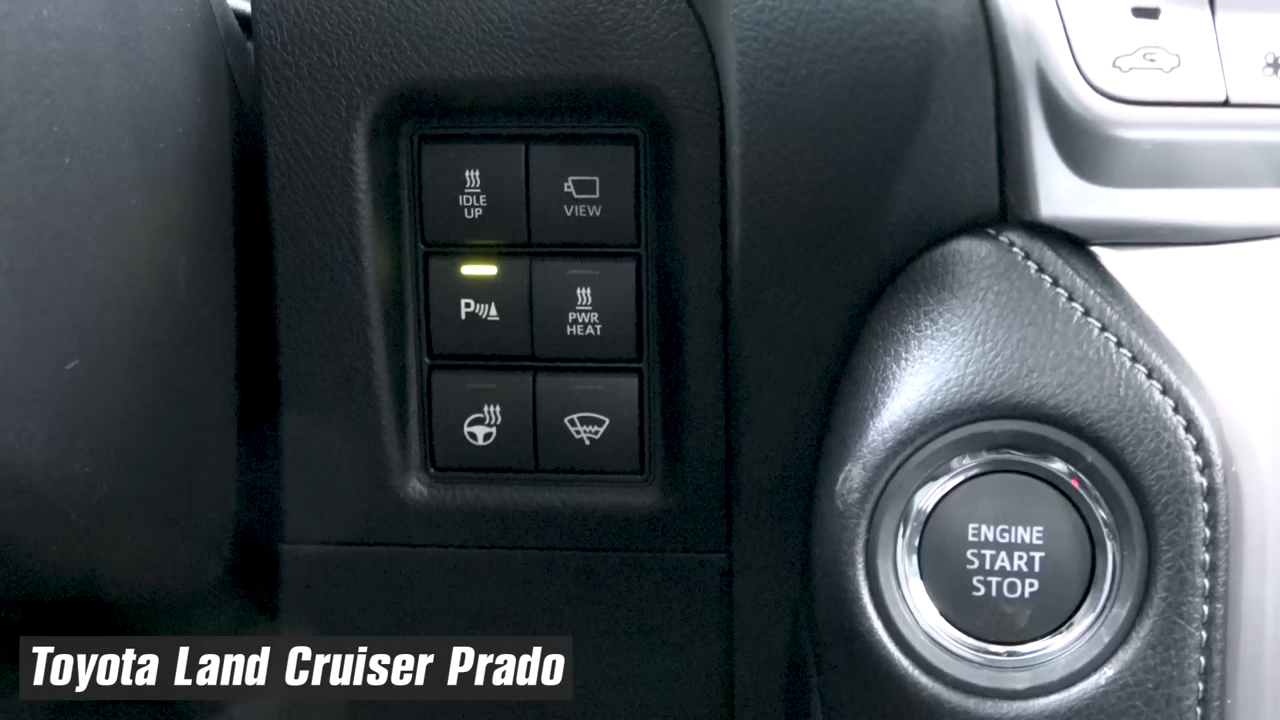 IDLE
UP
VIEW
P
PWR
HEAT
ENGINE
START
STOP
Toyota Land Cruiser Prado